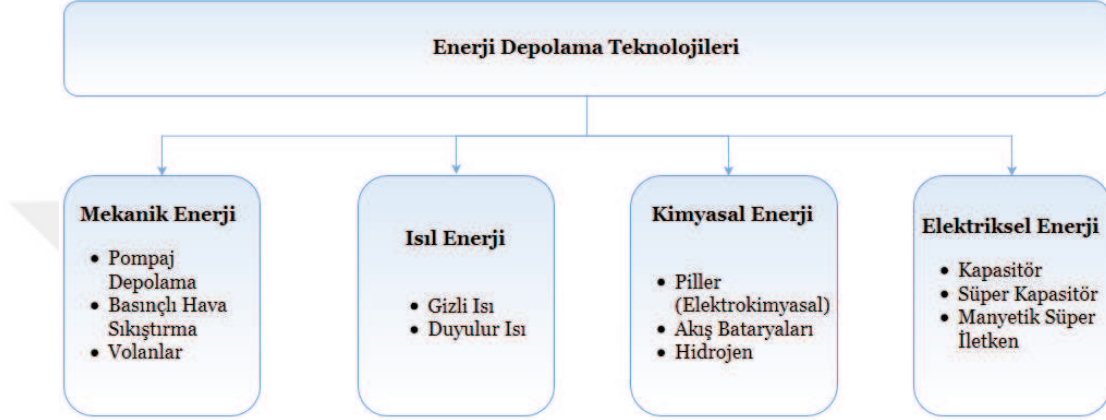 Enerji Depolama Teknolojileri
Mekanik Enerji
• Pompaj
Depolama
• Basınçlı Hava
Sıkıştırma
• Volanlar
Isıl Enerji
• Gizli Isı
• Duyulur Isı
Kimyasal Enerji
• Piller
(Elektrokimyasal)
• Akış Bataryaları
• Hidrojen
Elektriksel Enerji
• Kapasitör
• Süper Kapasitör
• Manyetik Süper
İletken